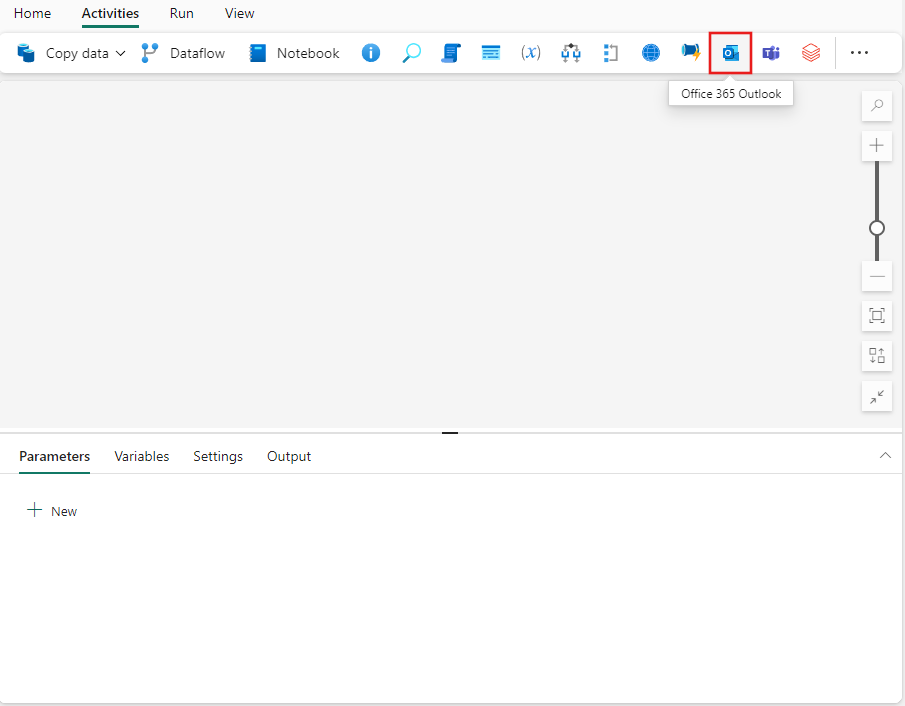 Home Activities Run View
Copy data Dataflow Notebook (x)
Office 365 Outlook
Parameters Variables Settings Output
New